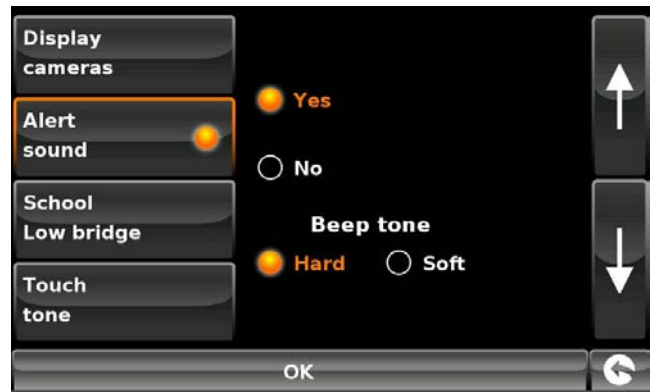 Display
cameras
Alert
sound
School
Low bridge
Touch
tone
Yes
No
Beep tone
Hard
Soft
OK